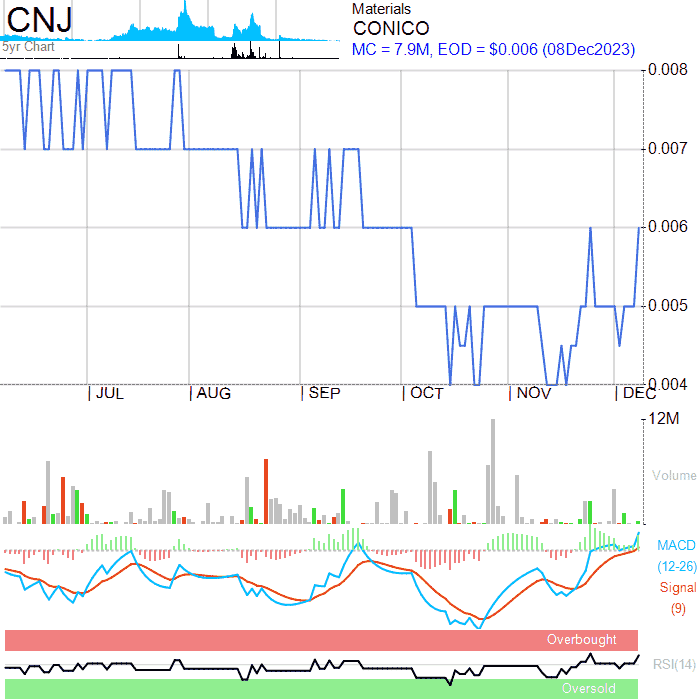 CNJ
5yr Chart
Materials
CONICO
MC = 7.9M, EOD = $0.006 (08Dec2023)
0.008
0.007
0.006
0.005
0.004
JUL
AUG
SEP
OCT
NOV
DEC
12M
Volume
MACD
(12-26)
Signal
(9)
Overbought
RSI(14)
Oversold